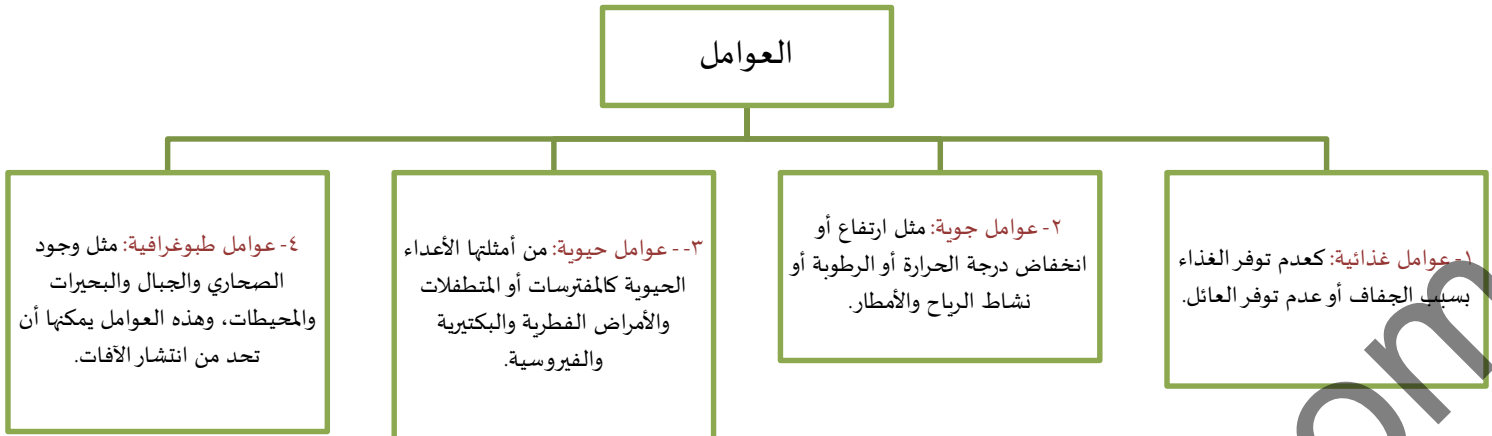 العوامل
١- عوامل غذائية: كعدم توفر الغذاء
بسبب الجفاف أو عدم توفر العائل.
٢- عوامل جوية: مثل ارتفاع أو
انخفاض درجة الحرارة أو الرطوبة أو
نشاط الرياح والأمطار.
٣- - عوامل حيوية: من أمثلتها الأعداء
الحيوية كالمفترسات أو المتطفلات
والأمراض الفطرية والبكتيرية
والفيروسية.
٤- عوامل طبوغرافية: مثل وجود
الصحاري والجبال والبحيرات
والمحيطات، وهذه العوامل يمكنها أن
تحد من انتشار الآفات.
om